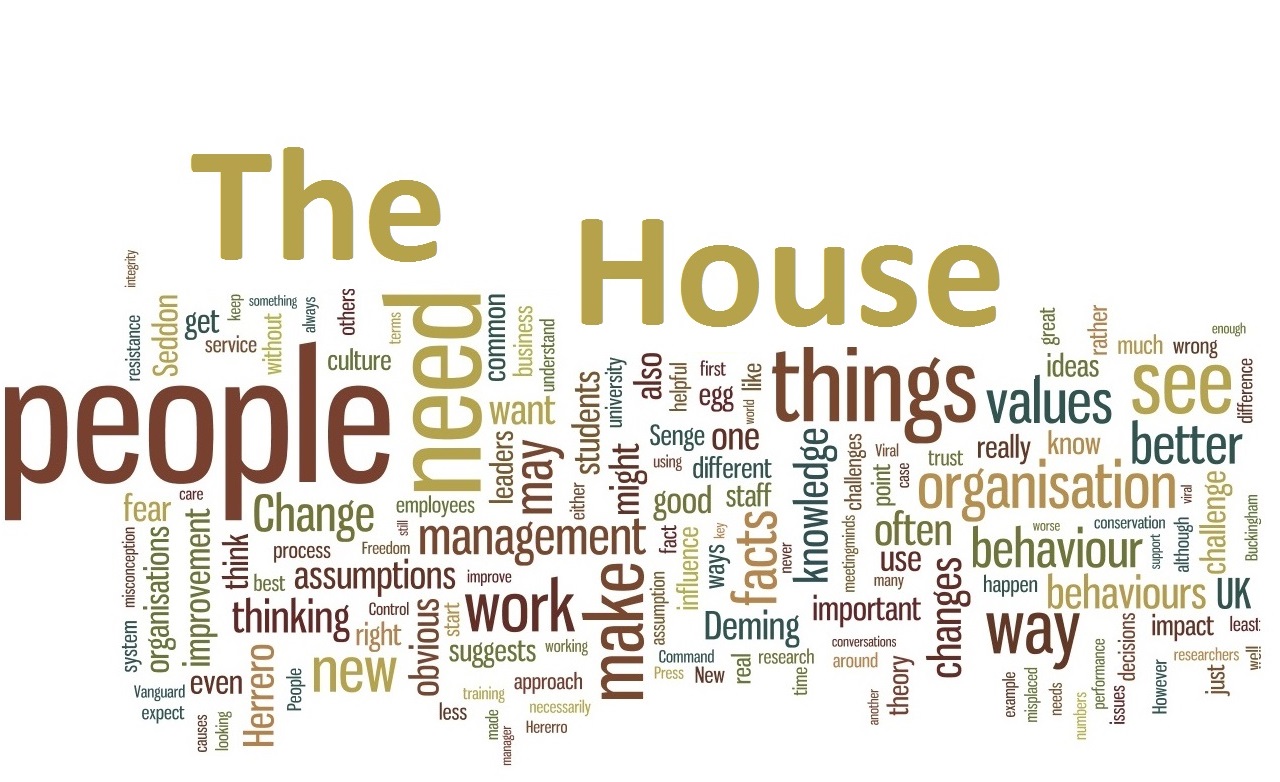 The
House
integrity
resistance
Seddon
get
service
keep
something
without
always
others
culture
terms
need
common
business
understand
people
want
leaders
may
students
university
either
might
also
helpful
first
egg
world
like
things
Senge
one
using
different
good
staff
great
rather
ideas
much
wrong
enough
values
see
difference
better
really
know
trust
Viral
case
point
challenges
knowledge
organisation
viral
challenge
Buckingham
fear
care
Change
employees
still
management
fact
influence
ways
key
facts
never
meetingminds
often
use
many
behaviour
worse
conservation
support
although
misconception
organisations
improvement
think
process
Freedom
best
assumptions
improve
thinking
Control
right
obvious
start
work
make
assumption
Deming
important
changes
happen
behaviours
UK
way
impact
least
system
suggests
working
Command
Press
New
real
research
time
conversations
around
theory
another
decisions
performance
researchers
well
just
Vanguard
expect
even
causes
looking
Herrero
People
new
training
less
made
manager
approach
necessarily
Hererro
example
misplaced
needs
numbers
issues
However